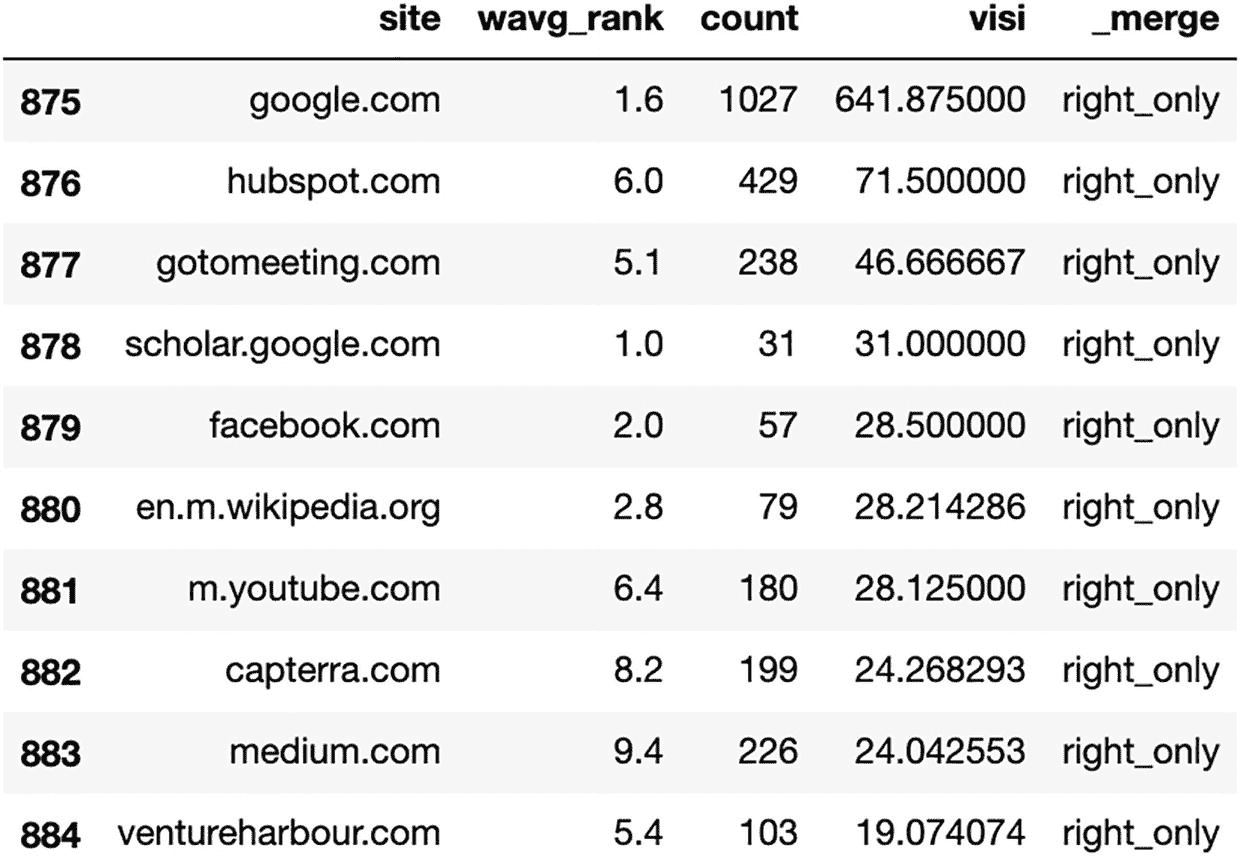 site wavg_rank count visi _merge
875 google.com 1.6 1027 641.875000 right_only
876 hubspot.com 6.0 429 71.500000 right_only
877 gotomeeting.com 5.1 238 46.666667 right_only
878 scholar.google.com 1.0 31 31.000000 right_only
879 facebook.com 2.0 57 28.500000 right_only
880 en.m.wikipedia.org 2.8 79 28.214286 right_only
881 m.youtube.com 6.4 180 28.125000 right_only
882 capterra.com 8.2 199 24.268293 right_only
883 medium.com 9.4 226 24.042553 right_only
884 ventureharbour.com 5.4 103 19.074074 right_only